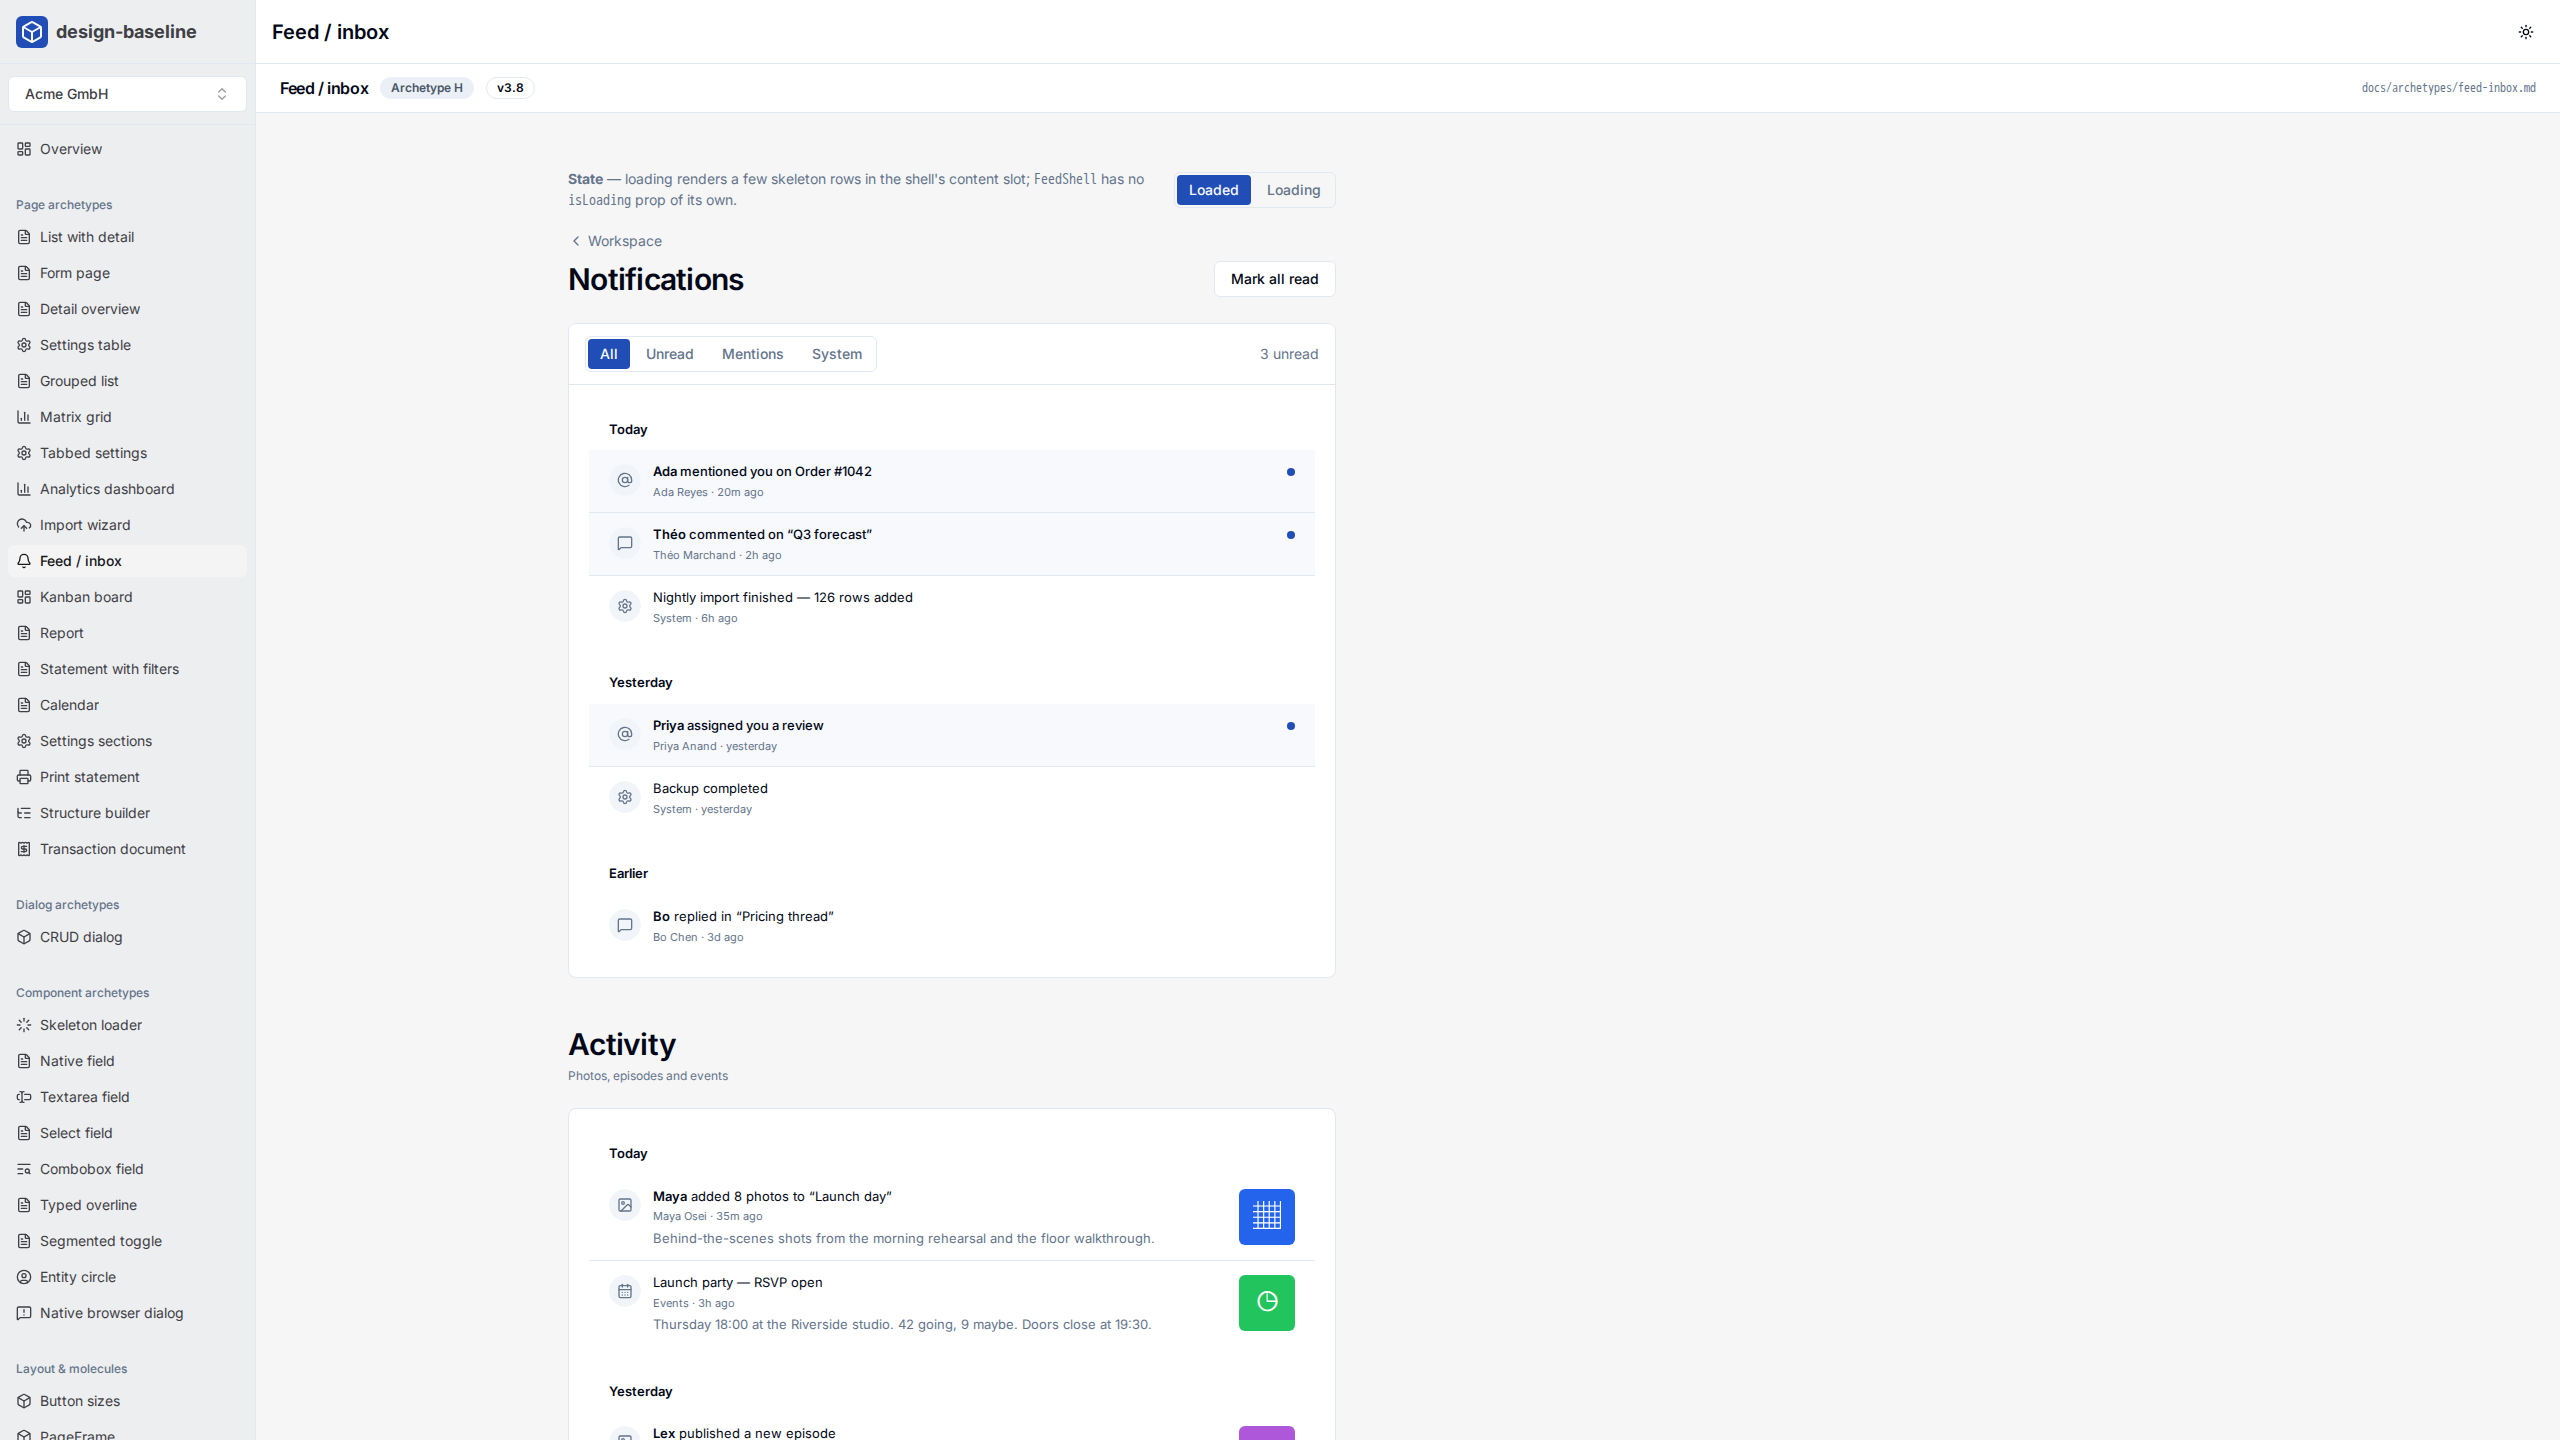 design-baseline
Feed / inbox
Acme GmbH
Feed / inbox
Archetype H
v3.8
docs/archetypes/feed-inbox.md
Overview
Page archetypes
List with detail
Form page
Detail overview
Settings table
Grouped list
Matrix grid
Tabbed settings
Analytics dashboard
Import wizard
Feed / inbox
Kanban board
Report
Statement with filters
Calendar
Settings sections
Print statement
Structure builder
Transaction document
Dialog archetypes
CRUD dialog
Component archetypes
Skeleton loader
Native field
Textarea field
Select field
Combobox field
Typed overline
Segmented toggle
Entity circle
Native browser dialog
Layout & molecules
Button sizes
PageFrame
State — loading renders a few skeleton rows in the shell's content slot; FeedShell has no
isLoading prop of its own.
Loaded
Loading
Workspace
Notifications
Mark all read
All
Unread
Mentions
System
3 unread
Today
Ada mentioned you on Order #1042
Ada Reyes · 20m ago
Théo commented on “Q3 forecast”
Théo Marchand · 2h ago
Nightly import finished — 126 rows added
System · 6h ago
Yesterday
Priya assigned you a review
Priya Anand · yesterday
Backup completed
System · yesterday
Earlier
Bo replied in “Pricing thread”
Bo Chen · 3d ago
Activity
Photos, episodes and events
Today
Maya added 8 photos to “Launch day”
Maya Osei · 35m ago
Behind-the-scenes shots from the morning rehearsal and the floor walkthrough.
Launch party — RSVP open
Events · 3h ago
Thursday 18:00 at the Riverside studio. 42 going, 9 maybe. Doors close at 19:30.
Yesterday
Lex published a new episode